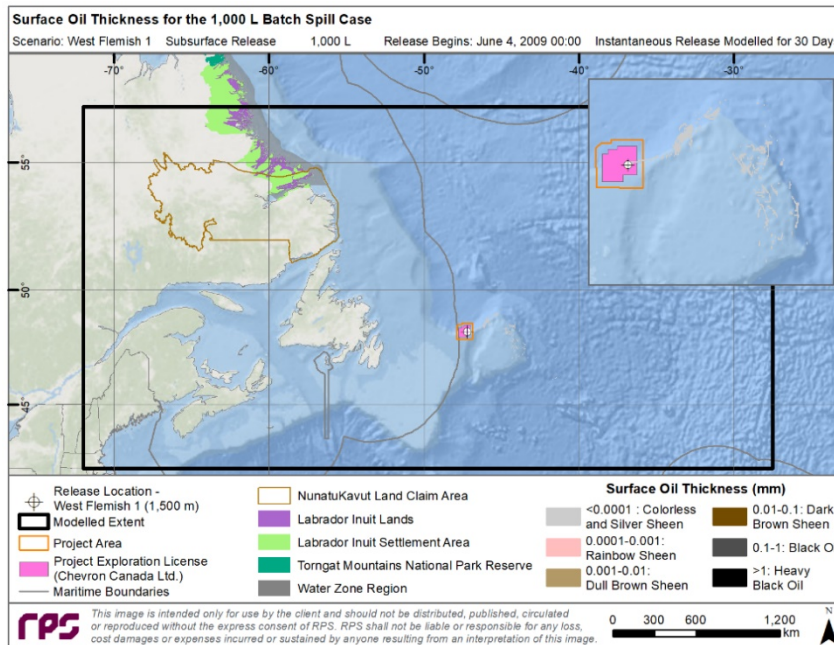 Surface Oil Thickness for the 1,000 L Batch Spill Case
Scenario: West Flemish 1 Subsurface Release 1,000 L Release Begins: June 4, 2009 00:00 Instantaneous Release Modelled for 30 Day
-70° -60° -50° -40° -30°
55°
50°
45°
Release Location -
West Flemish 1 (1,500 m)
Modelled Extent
Project Area
Project Exploration License
(Chevron Canada Ltd.)
Maritime Boundaries
NunatuKavut Land Claim Area
Labrador Inuit Lands
Labrador Inuit Settlement Area
Torngat Mountains National Park Reserve
Water Zone Region
Surface Oil Thickness (mm)
<0.0001 : Colorless
and Silver Sheen
0.0001-0.001:
Rainbow Sheen
0.001-0.01:
Dull Brown Sheen
0.01-0.1: Dark
Brown Sheen
0.1-1: Black O
>1: Heavy
Black Oil
RPS
This image is intended only for use by the client and should not be distributed, published, circulated
or reproduced without the express consent of RPS. RPS shall not be liable or responsible for any loss,
cost damages or expenses incurred or sustained by anyone resulting from an interpretation of this image.
0 300 600 1,200
km
N